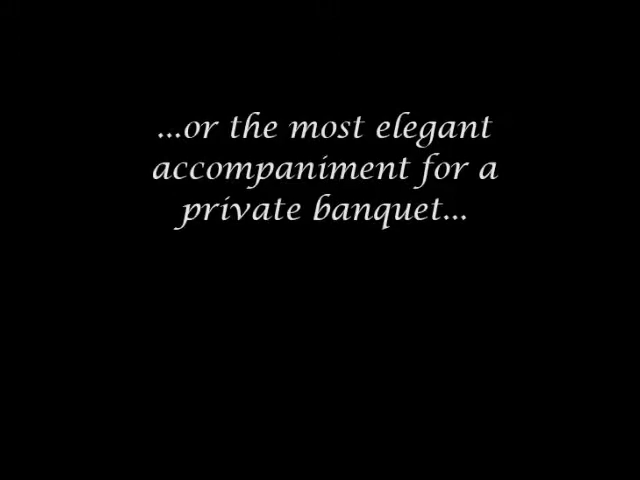 ...or the most elegant
accompaniment for a
private banquet...